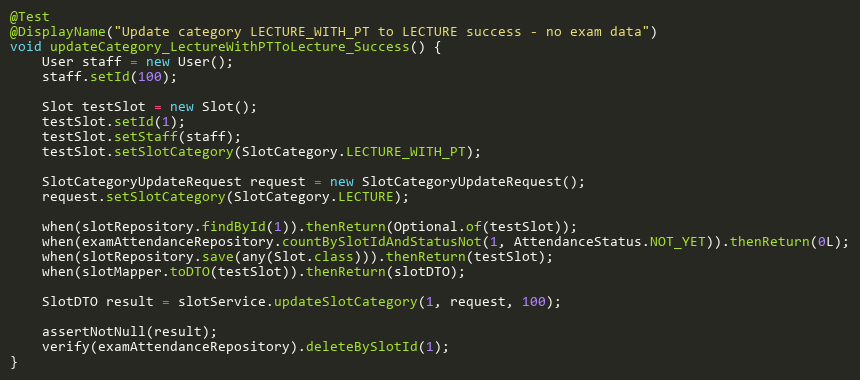 @Test
@DisplayName("Update category LECTURE_WITH_PT to LECTURE success - no exam data")
void updateCategory_LectureWithPTToLecture_Success() {
    User staff = new User();
    staff.setId(100);

    Slot testSlot = new Slot();
    testSlot.setId(1);
    testSlot.setStaff(staff);
    testSlot.setSlotCategory(SlotCategory.LECTURE_WITH_PT);

    SlotCategoryUpdateRequest request = new SlotCategoryUpdateRequest();
    request.setSlotCategory(SlotCategory.LECTURE);

    when(slotRepository.findById(1)).thenReturn(Optional.of(testSlot));
    when(examAttendanceRepository.countBySlotIdAndStatusNot(1, AttendanceStatus.NOT_YET)).thenReturn(0L);
    when(slotRepository.save(any(Slot.class))).thenReturn(testSlot);
    when(slotMapper.toDTO(testSlot)).thenReturn(slotDTO);

    SlotDTO result = slotService.updateSlotCategory(1, request, 100);

    assertNotNull(result);
    verify(examAttendanceRepository).deleteBySlotId(1);
}